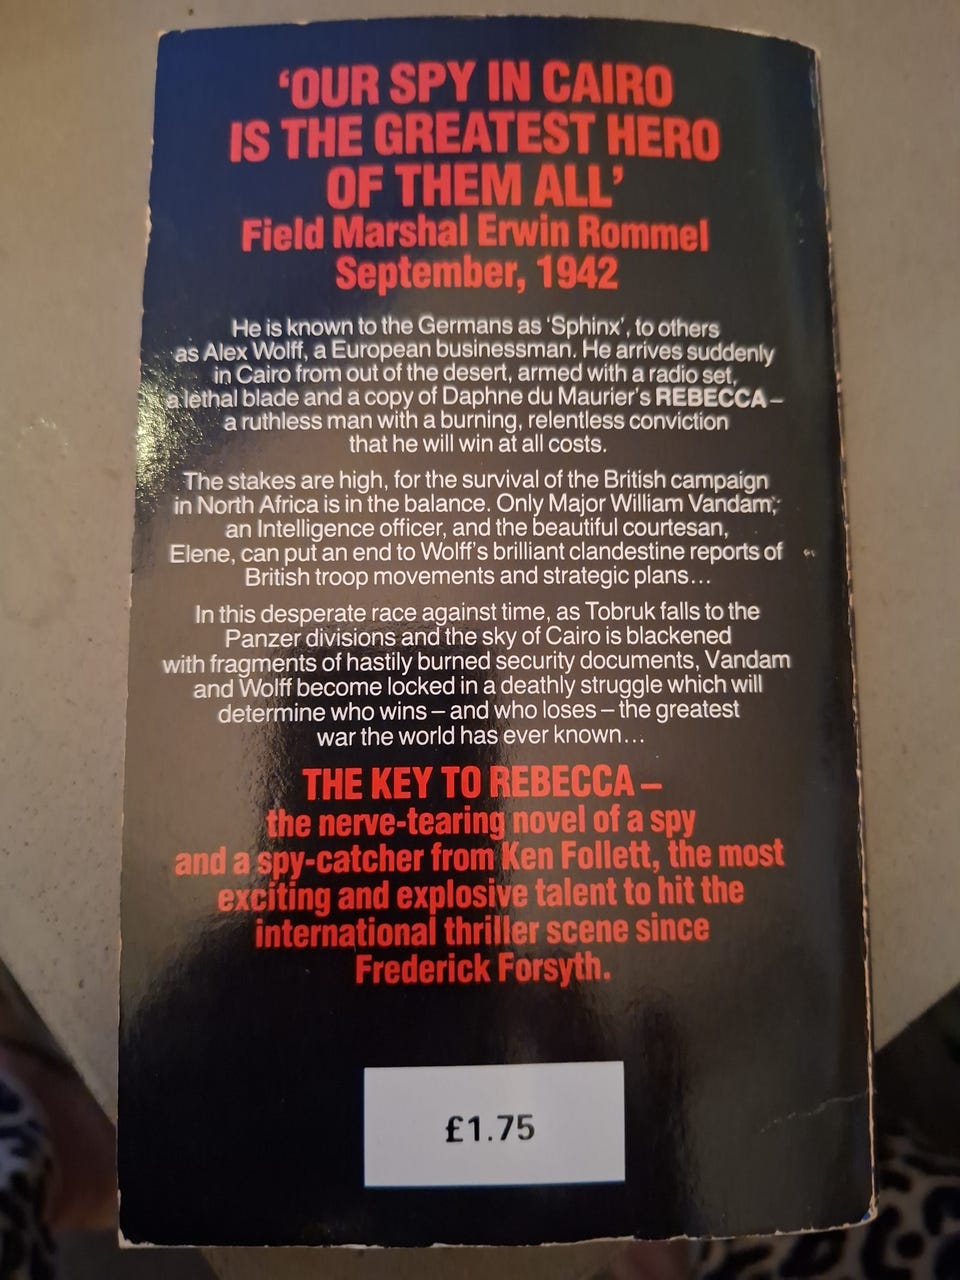 ‘OUR SPY IN CAIRO
IS THE GREATEST HERO
OF THEM ALL’
Field Marshal Erwin Rommel
September, 1942
He is known to the Germans as ‘Sphinx’, to others
as Alex Wolff, a European businessman. He arrives suddenly
in Cairo from out of the desert, armed with a radio set,
a lethal blade and a copy of Daphne du Maurier’s REBECCA –
a ruthless man with a burning, relentless conviction
that he will win at all costs.
The stakes are high, for the survival of the British campaign
in North Africa is in the balance. Only Major William Vandam,
an Intelligence officer, and the beautiful courtesan,
Elene, can put an end to Wolff’s brilliant clandestine reports of
British troop movements and strategic plans...
In this desperate race against time, as Tobruk falls to the
Panzer divisions and the sky of Cairo is blackened
with fragments of hastily burned security documents, Vandam
and Wolff become locked in a deathly struggle which will
determine who wins – and who loses – the greatest
war the world has ever known...
THE KEY TO REBECCA –
the nerve-tearing novel of a spy
and a spy-catcher from Ken Follett, the most
exciting and explosive talent to hit the
international thriller scene since
Frederick Forsyth.
£1.75